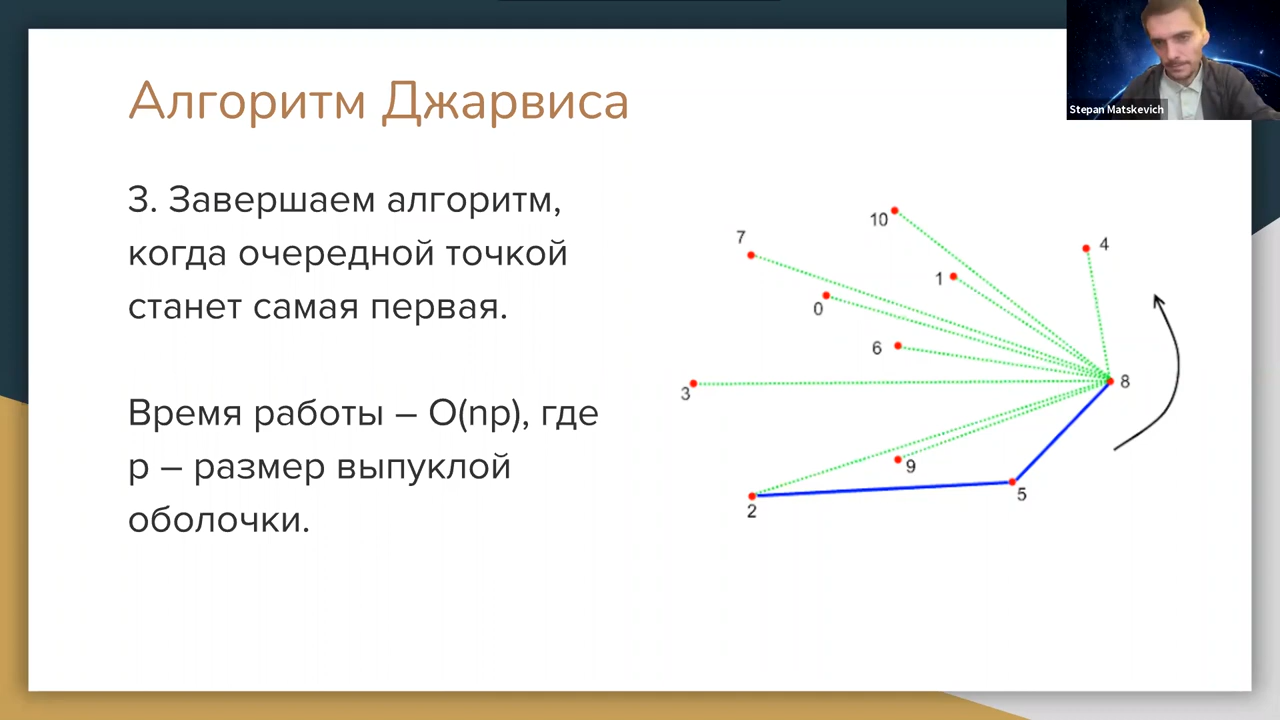 Алгоритм Джарвиса
Stepan Matskevich
3. Завершаем алгоритм,
когда очередной точкой
станет самая первая.
Время работы – O(np), где
p – размер выпуклой
оболочки.
10
7
4
1
0
6
3
8
9
5
2